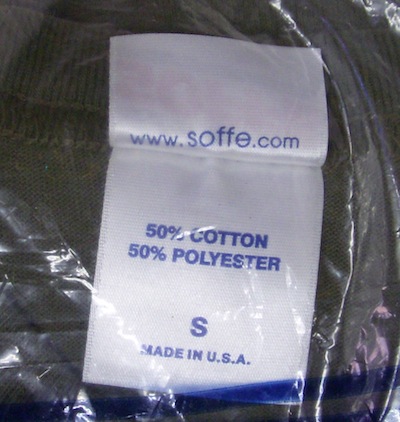 www.soffe.com
50% COTTON
50% POLYESTER
S
MADE IN U.S.A.